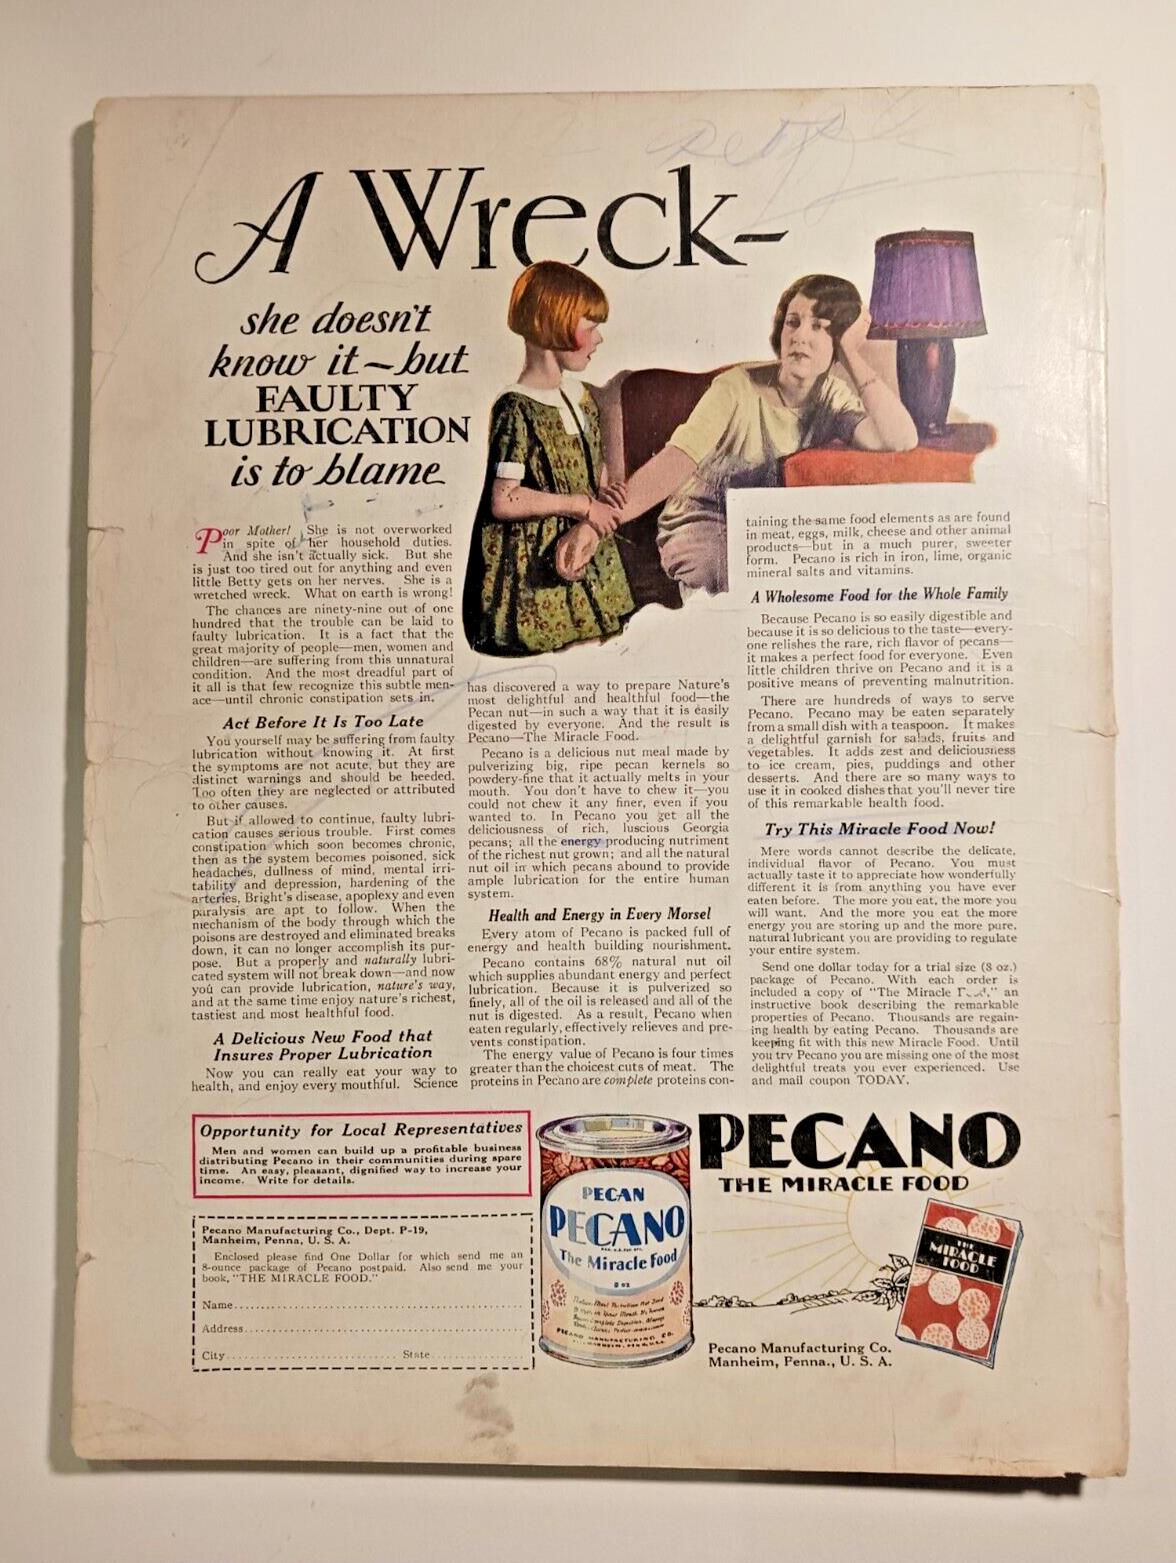 A Wreck-
she doesn't
know it-but
FAULTY
LUBRICATION
is to blame
Poor Mother! She is not overworked
in spite of her household duties.
And she isn't actually sick. But she
is just too tired out for anything and even
little Betty gets on her nerves. She is a
wretched wreck. What on earth is wrong!
The chances are ninety-nine out of one
hundred that the trouble can be laid to
faulty lubrication. It is a fact that the
great majority of people—men, women and
children—are suffering from this unnatural
condition. And the most dreadful part of
it all is that few recognize this subtle men-
ace—until chronic constipation sets in.
Act Before It Is Too Late
You yourself may be suffering from faulty
lubrication without knowing it. At first
the symptoms are not acute, but they are
distinct warnings and should be heeded.
Too often they are neglected or attributed
to other causes.
But if allowed to continue, faulty lubri-
cation causes serious trouble. First comes
constipation which soon becomes chronic,
then as the system becomes poisoned, sick
headaches, dullness of mind, mental irri-
tability and depression, hardening of the
arteries, Bright's disease, apoplexy and even
paralysis are apt to follow. When the
mechanism of the body through which the
poisons are destroyed and eliminated breaks
down, it can no longer accomplish its pur-
pose. But a properly and naturally lubri-
cated system will not break down—and now
you can provide lubrication, nature's way,
and at the same time enjoy nature's richest,
tastiest and most healthful food.
A Delicious New Food that
Insures Proper Lubrication
Now you can really eat your way to
health, and enjoy every mouthful. Science
has discovered a way to prepare Nature's
most delightful and healthful food—the
Pecan nut—in such a way that it is easily
digested by everyone. And the result is
Pecano—The Miracle Food.
Pecano is a delicious nut meal made by
pulverizing big, ripe pecan kernels so
powdery-fine that it actually melts in your
mouth. You don't have to chew it—you
could not chew it any finer, even if you
wanted to. In Pecano you get all the
deliciousness of rich, luscious Georgia
pecans; all the energy producing nutriment
of the richest nut grown; and all the natural
nut oil in which pecans abound to provide
ample lubrication for the entire human
system.
Health and Energy in Every Morsel
Every atom of Pecano is packed full of
energy and health building nourishment.
Pecano contains 68% natural nut oil
which supplies abundant energy and perfect
lubrication. Because it is pulverized so
finely, all of the oil is released and all of the
nut is digested. As a result, Pecano when
eaten regularly, effectively relieves and pre-
vents constipation.
The energy value of Pecano is four times
greater than the choicest cuts of meat. The
proteins in Pecano are complete proteins con-
taining the same food elements as are found
in meat, eggs, milk, cheese and other animal
products—but in a much purer, sweeter
form. Pecano is rich in iron, lime, organic
mineral salts and vitamins.
A Wholesome Food for the Whole Family
Because Pecano is so easily digestible and
because it is so delicious to the taste—every-
one relishes the rare, rich flavor of pecans—
it makes a perfect food for everyone. Even
little children thrive on Pecano and it is a
positive means of preventing malnutrition.
There are hundreds of ways to serve
Pecano. Pecano may be eaten separately
from a small dish with a teaspoon. It makes
a delightful garnish for salads, fruits and
vegetables. It adds zest and deliciousness
to ice cream, pies, puddings and other
desserts. And there are so many ways to
use it in cooked dishes that you'll never tire
of this remarkable health food.
Try This Miracle Food Now!
Mere words cannot describe the delicate,
individual flavor of Pecano. You must
actually taste it to appreciate how wonderfully
different it is from anything you have ever
eaten before. The more you eat, the more you
will want. And the more you eat the more
energy you are storing up and the more pure,
natural lubricant you are providing to regulate
your entire system.
Send one dollar today for a trial size (8 oz.)
package of Pecano. With each order is
included a copy of "The Miracle Food," an
instructive book describing the remarkable
properties of Pecano. Thousands are regain-
ing health by eating Pecano. Thousands are
keeping fit with this new Miracle Food. Until
you try Pecano you are missing one of the most
delightful treats you ever experienced. Use
and mail coupon TODAY.
Opportunity for Local Representatives
Men and women can build up a profitable business
distributing Pecano in their communities during spare
time. An easy, pleasant, dignified way to increase your
income. Write for details.
Pecano Manufacturing Co., Dept. P-19,
Manheim, Penna, U. S. A.
Enclosed please find One Dollar for which send me an
8-ounce package of Pecano postpaid. Also send me your
book, "THE MIRACLE FOOD."
Name
Address
City State
PECAN
PECANO
The Miracle Food
8 oz
PECANO MANUFACTURING CO.
PECANO
THE MIRACLE FOOD
THE
MIRACLE
FOOD
Pecano Manufacturing Co.
Manheim, Penna., U. S. A.